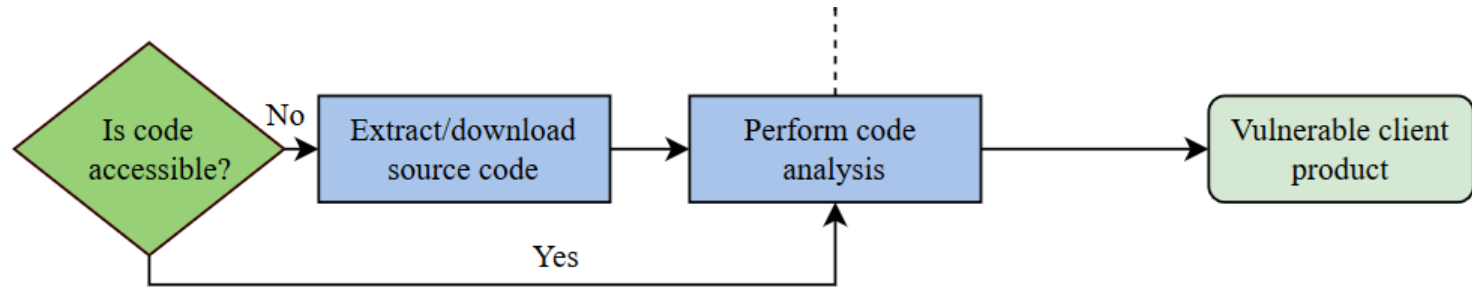 Is code
accessible?
No
Extract/download
source code
Perform code
analysis
Vulnerable client
product
Yes